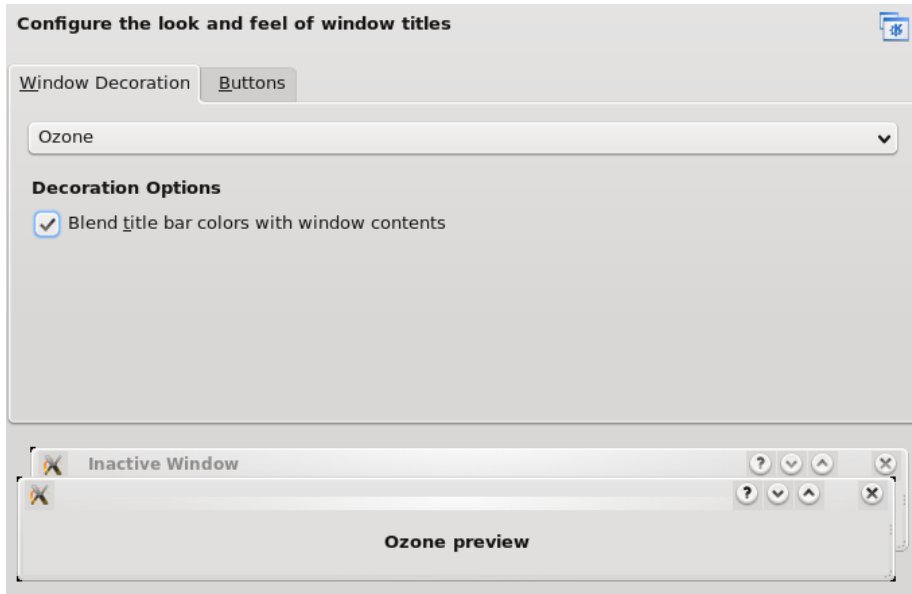 Configure the look and feel of window titles
Window Decoration Buttons
Ozone
Decoration Options
Blend title bar colors with window contents
Inactive Window
Ozone preview